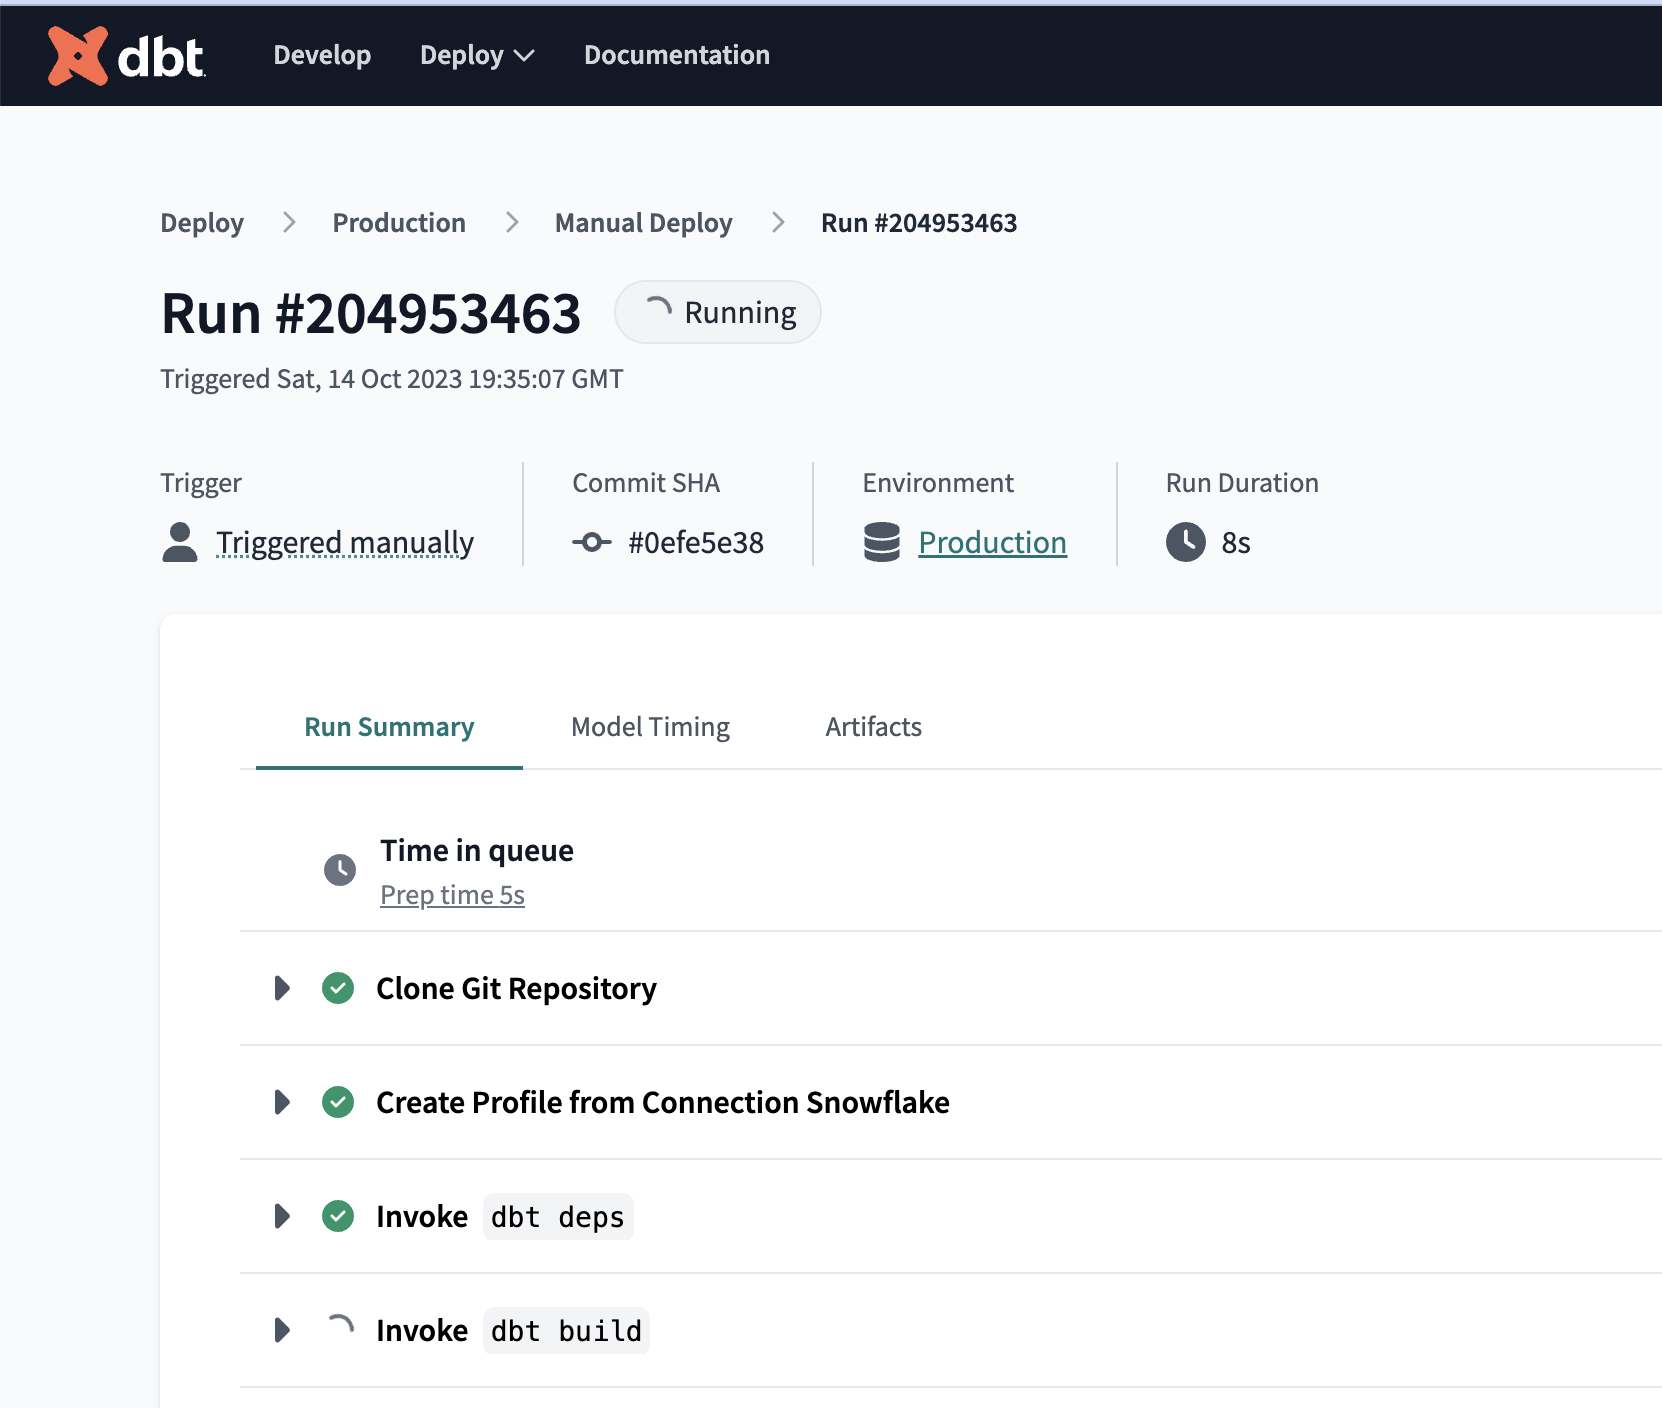 dbt Develop Deploy Documentation
Deploy Production Manual Deploy Run #204953463
Run #204953463 Running
Triggered Sat, 14 Oct 2023 19:35:07 GMT
Trigger Commit SHA Environment Run Duration
Triggered manually #0efe5e38 Production 8s
Run Summary Model Timing Artifacts
Time in queue
Prep time 5s
Clone Git Repository
Create Profile from Connection Snowflake
Invoke dbt deps
Invoke dbt build